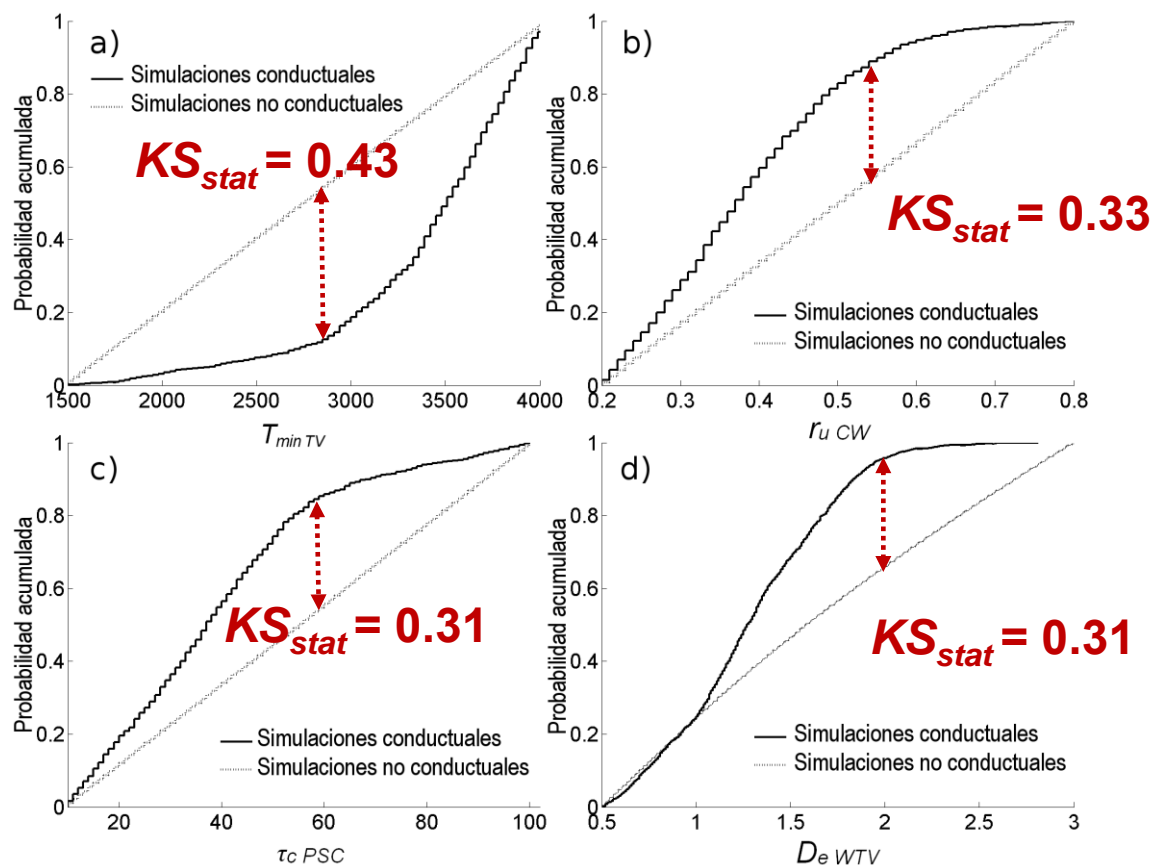 a)
Simulaciones conductuales
Simulaciones no conductuales
KSstat = 0.43
Probabilidad acumulada
1
0.8
0.6
0.4
0.2
0
1500 2000 2500 3000 3500 4000
Tmin TV
b)
KSstat = 0.33
Simulaciones conductuales
Simulaciones no conductuales
Probabilidad acumulada
1
0.8
0.6
0.4
0.2
0
0.2 0.3 0.4 0.5 0.6 0.7 0.8
ru CW
c)
KSstat = 0.31
Simulaciones conductuales
Simulaciones no conductuales
Probabilidad acumulada
1
0.8
0.6
0.4
0.2
0
20 40 60 80 100
τc PSC
d)
KSstat = 0.31
Simulaciones conductuales
Simulaciones no conductuales
Probabilidad acumulada
1
0.8
0.6
0.4
0.2
0
0.5 1 1.5 2 2.5 3
De WTV